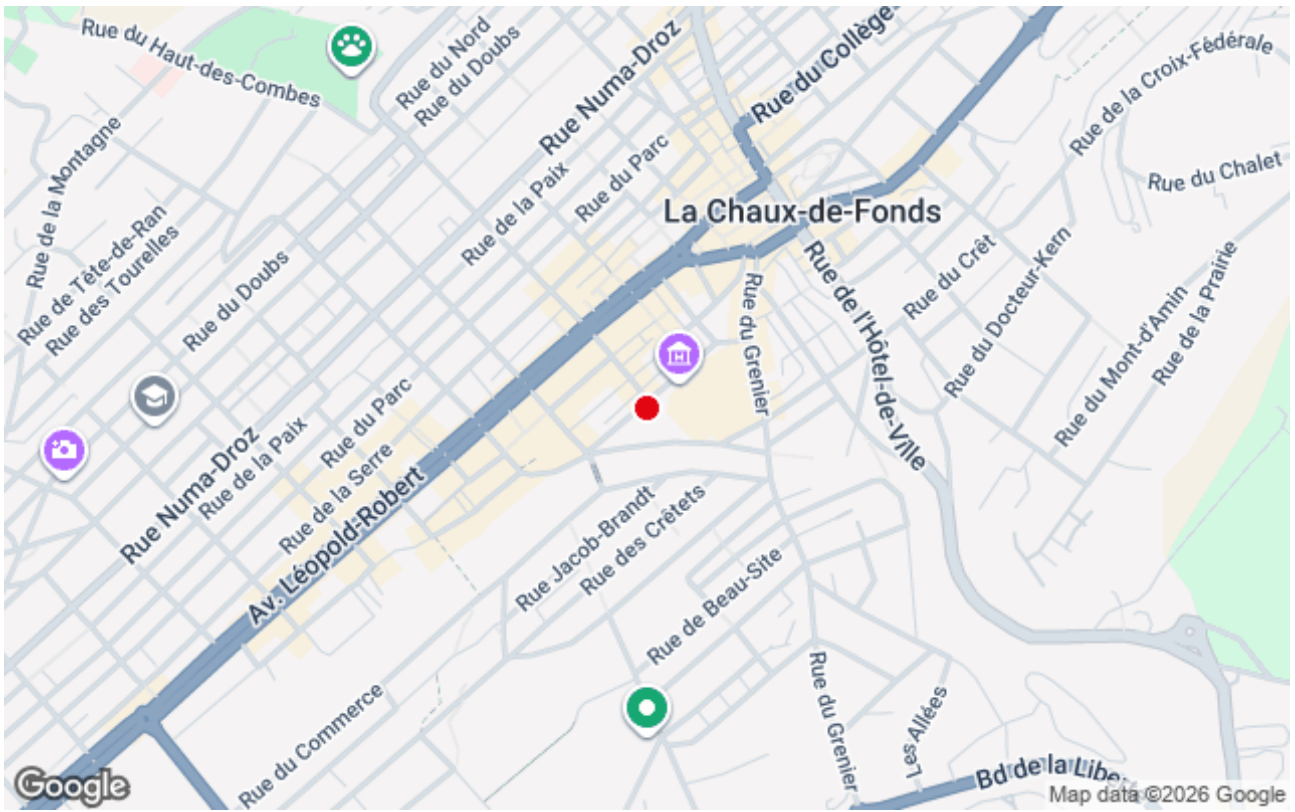 Rue du Haut-des-Combes
Rue du Nord
Rue du Doubs
Rue Numa-Droz
Rue du Collège
Rue de la Croix-Fédérale
Rue de la Montagne
Rue de la Paix
Rue du Parc
Rue du Chalet
La Chaux-de-Fonds
Rue de Tête-de-Ran
Rue des Tourelles
Rue du Doubs
Rue du Grenier
Rue de l'Hôtel-de-Ville
Rue du Crêt
Rue du Docteur-Kern
Rue du Mont-d'Amin
Rue de la Prairie
Rue Numa-Droz
Rue de la Paix
Rue du Parc
Rue de la Serre
Av. Léopold-Robert
Rue Jacob-Brandt
Rue des Crêtets
Rue de Beau-Site
Rue du Commerce
Rue du Grenier
Les Allées
Bd de la Liber
Google
Map data ©2026 Google